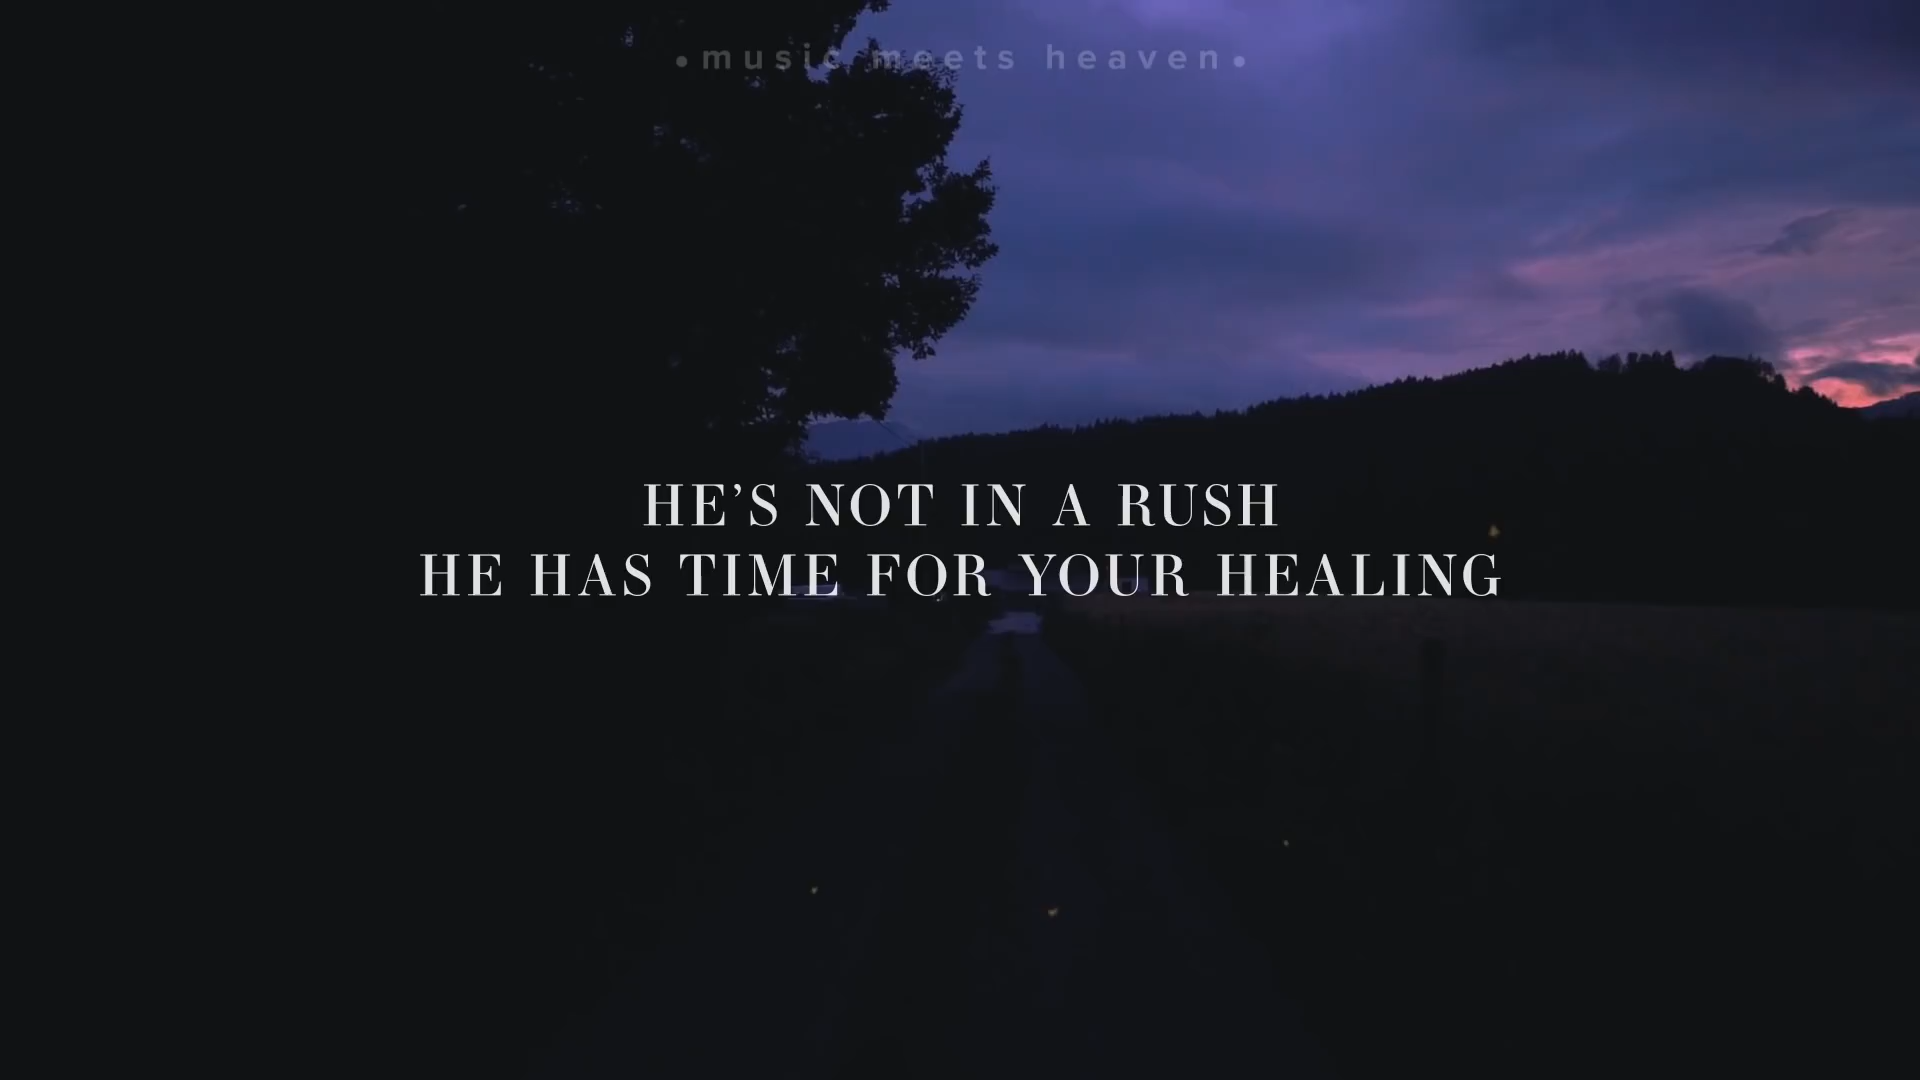 •music meets heaven•
HE’S NOT IN A RUSH
HE HAS TIME FOR YOUR HEALING